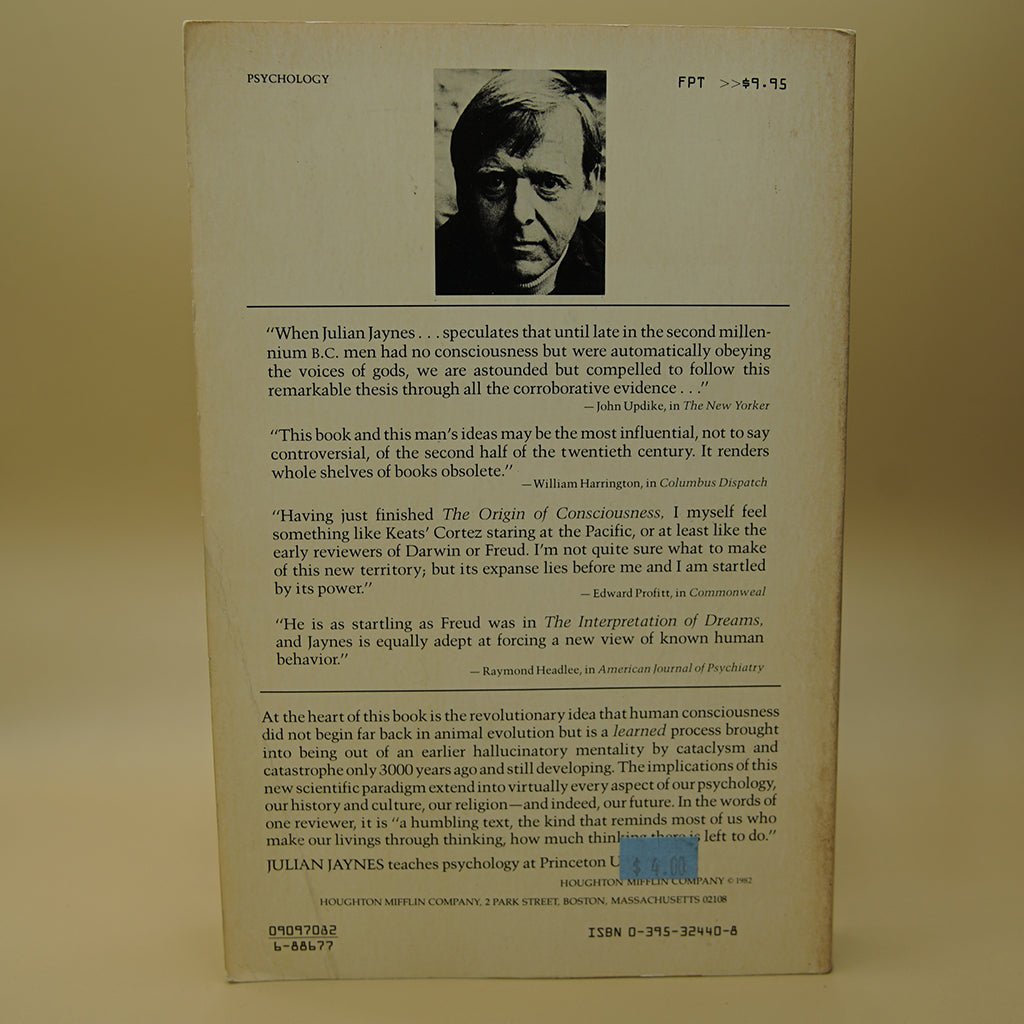 PSYCHOLOGY
FPT >>$9.95
"When Julian Jaynes . . . speculates that until late in the second millen-
nium B.C. men had no consciousness but were automatically obeying
the voices of gods, we are astounded but compelled to follow this
remarkable thesis through all the corroborative evidence . . ."
—John Updike, in The New Yorker
"This book and this man's ideas may be the most influential, not to say
controversial, of the second half of the twentieth century. It renders
whole shelves of books obsolete."
—William Harrington, in Columbus Dispatch
"Having just finished The Origin of Consciousness, I myself feel
something like Keats' Cortez staring at the Pacific, or at least like the
early reviewers of Darwin or Freud. I'm not quite sure what to make
of this new territory; but its expanse lies before me and I am startled
by its power."
—Edward Profitt, in Commonweal
"He is as startling as Freud was in The Interpretation of Dreams,
and Jaynes is equally adept at forcing a new view of known human
behavior."
—Raymond Headlee, in American Journal of Psychiatry
At the heart of this book is the revolutionary idea that human consciousness
did not begin far back in animal evolution but is a learned process brought
into being out of an earlier hallucinatory mentality by cataclysm and
catastrophe only 3000 years ago and still developing. The implications of this
new scientific paradigm extend into virtually every aspect of our psychology,
our history and culture, our religion—and indeed, our future. In the words of
one reviewer, it is "a humbling text, the kind that reminds most of us who
make our livings through thinking, how much thinking there is left to do."
JULIAN JAYNES teaches psychology at Princeton U
$ 4.00
HOUGHTON MIFFLIN COMPANY © 1982
HOUGHTON MIFFLIN COMPANY, 2 PARK STREET, BOSTON, MASSACHUSETTS 02108
09097082
6-88677
ISBN 0-395-32440-8